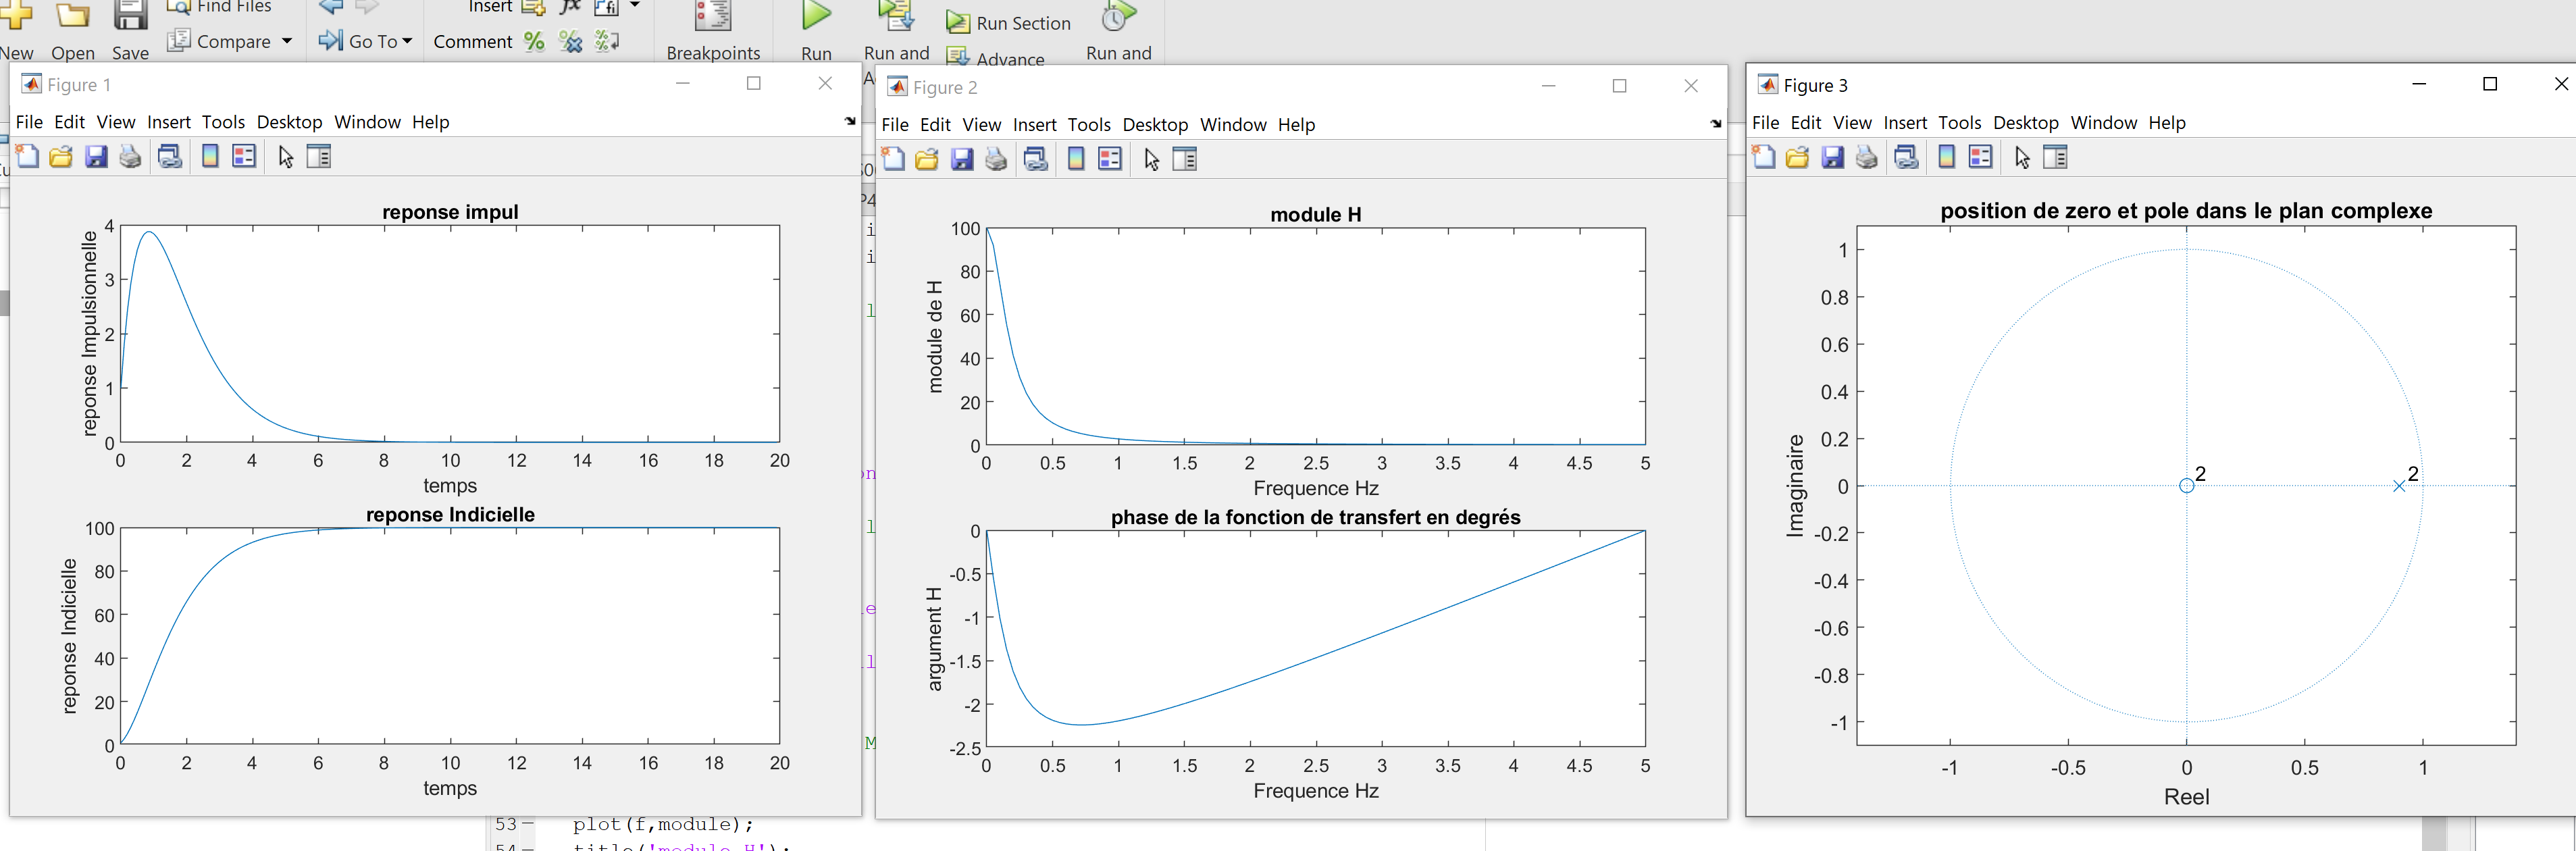 Find Files
Insert fx fi
New Open Save Compare Go To Comment Breakpoints Run Run and Run Section Advance Run and
Figure 1
File Edit View Insert Tools Desktop Window Help
reponse impul
reponse Impulsionnelle
4
3
2
1
0
0 2 4 6 8 10 12 14 16 18 20
temps
reponse Indicielle
reponse Indicielle
100
80
60
40
20
0
0 2 4 6 8 10 12 14 16 18 20
temps
Figure 2
File Edit View Insert Tools Desktop Window Help
module H
module de H
100
80
60
40
20
0
0 0.5 1 1.5 2 2.5 3 3.5 4 4.5 5
Frequence Hz
phase de la fonction de transfert en degrés
argument H
0
-0.5
-1
-1.5
-2
-2.5
0 0.5 1 1.5 2 2.5 3 3.5 4 4.5 5
Frequence Hz
Figure 3
File Edit View Insert Tools Desktop Window Help
position de zero et pole dans le plan complexe
Imaginaire
1
0.8
0.6
0.4
0.2
0
-0.2
-0.4
-0.6
-0.8
-1
2
2
-1 -0.5 0 0.5 1
Reel
53 plot(f,module);
54 title('module H');